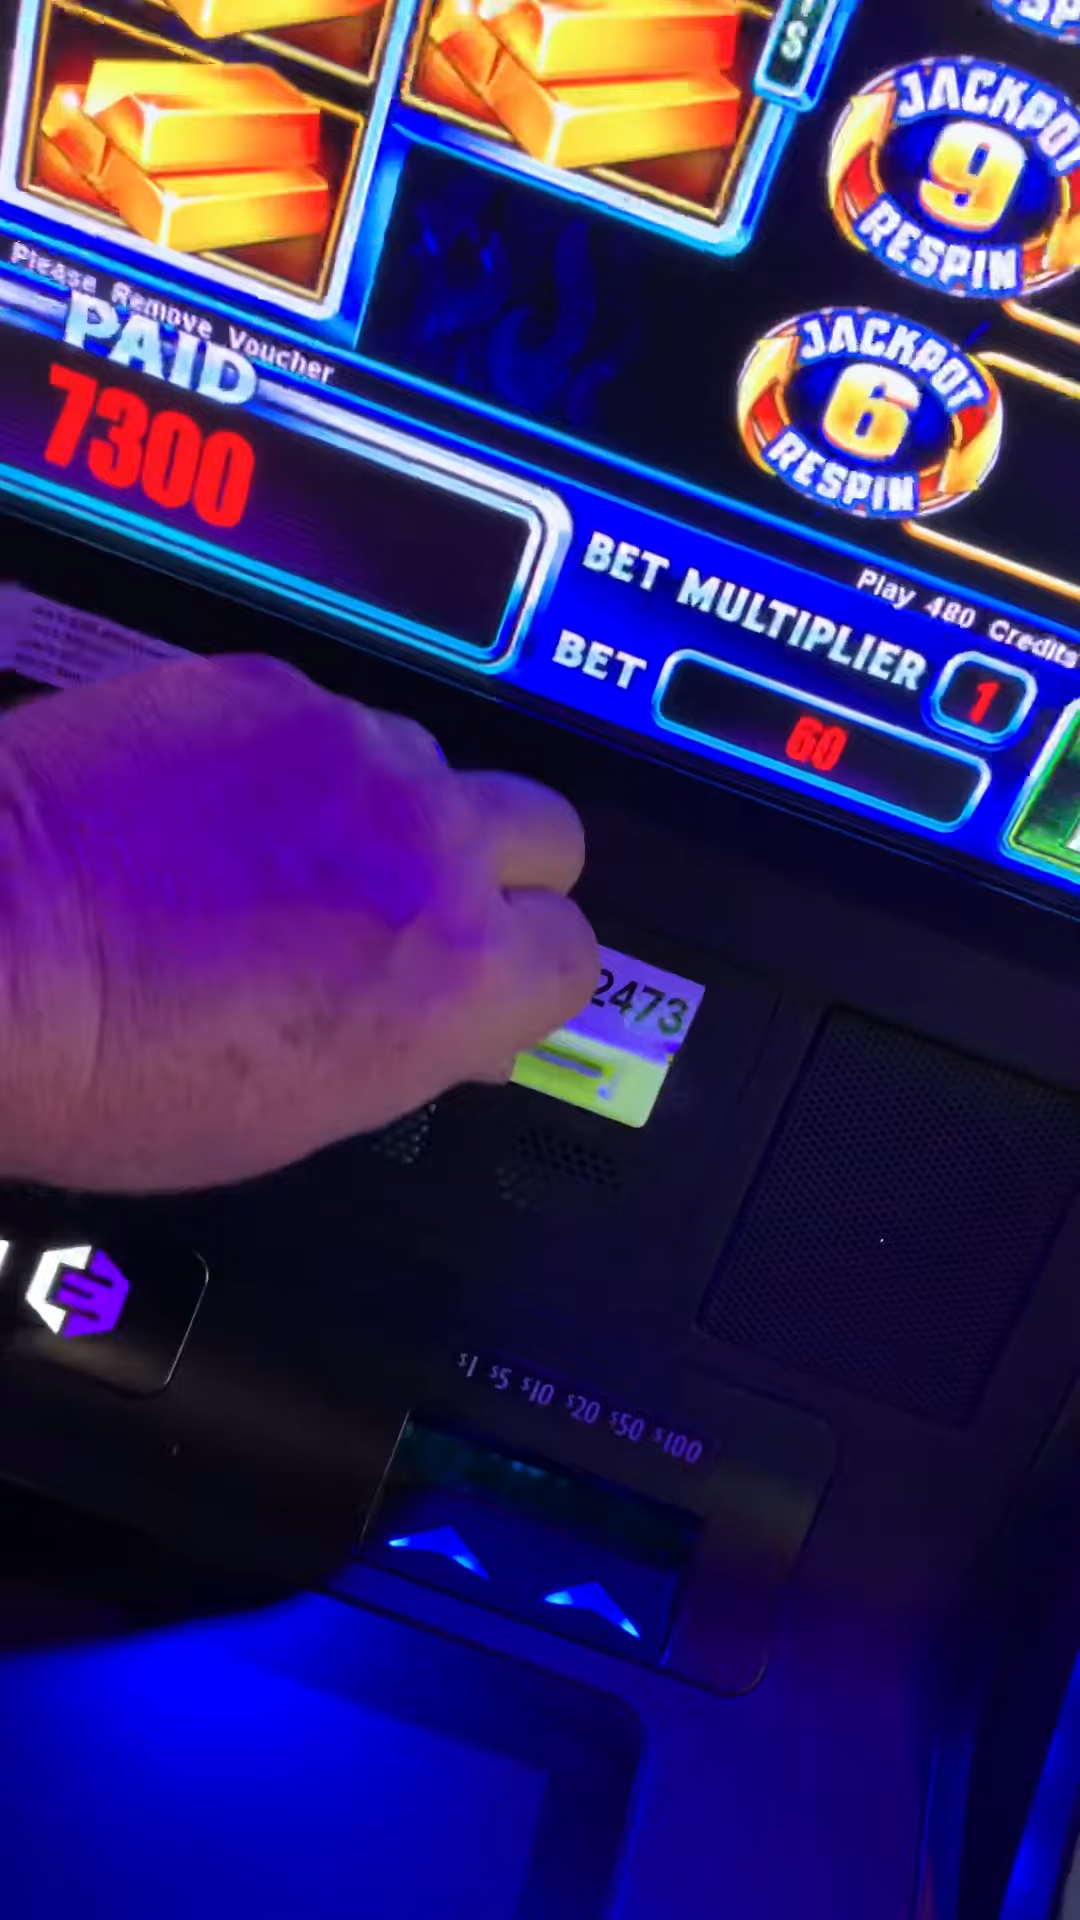 S
JACKPOT
9
RESPIN
JACKPOT
6
RESPIN
Please Remove Voucher
PAID
7300
BET MULTIPLIER
1
Play 480 Credits
BET
60
2473
$1 $5 $10 $20 $50 $100